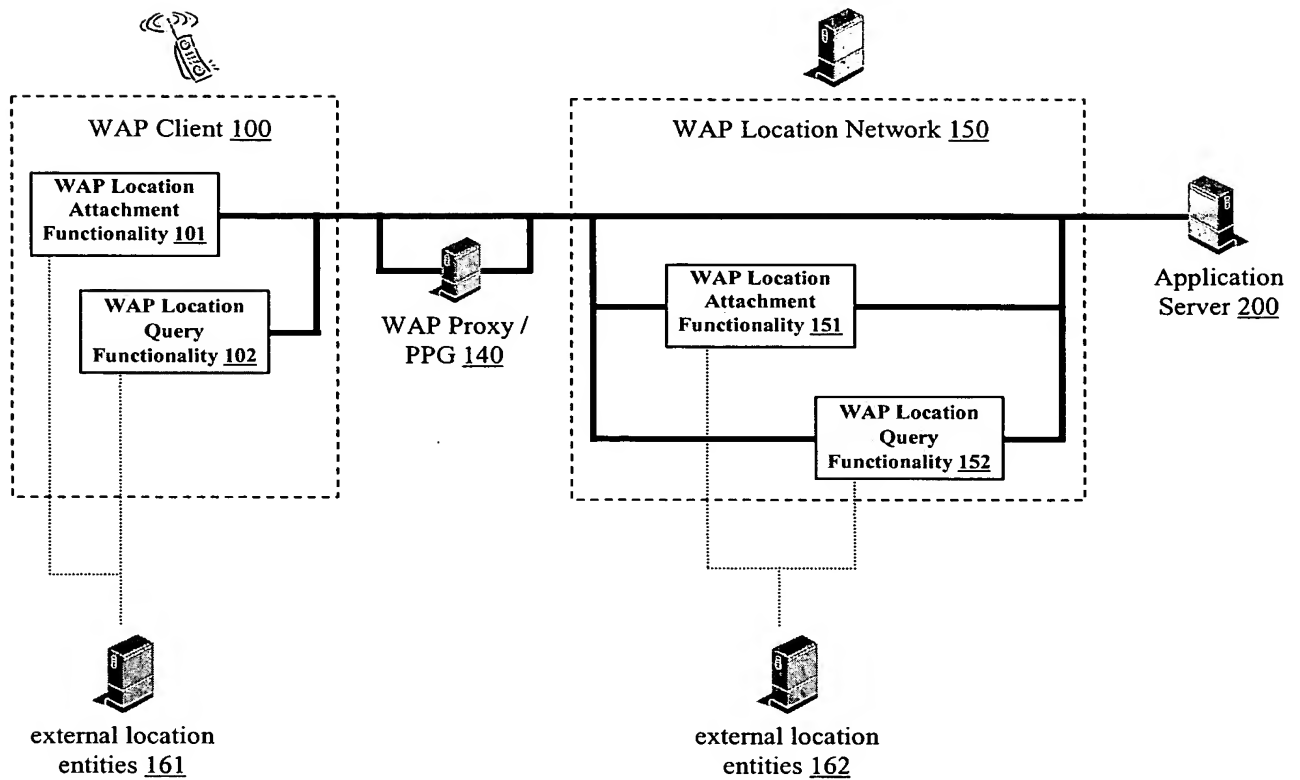 WAP Client 100
WAP Location Network 150
WAP Location
Attachment
Functionality 101
WAP Location
Query
Functionality 102
WAP Proxy /
PPG 140
WAP Location
Attachment
Functionality 151
WAP Location
Query
Functionality 152
Application
Server 200
external location
entities 161
external location
entities 162